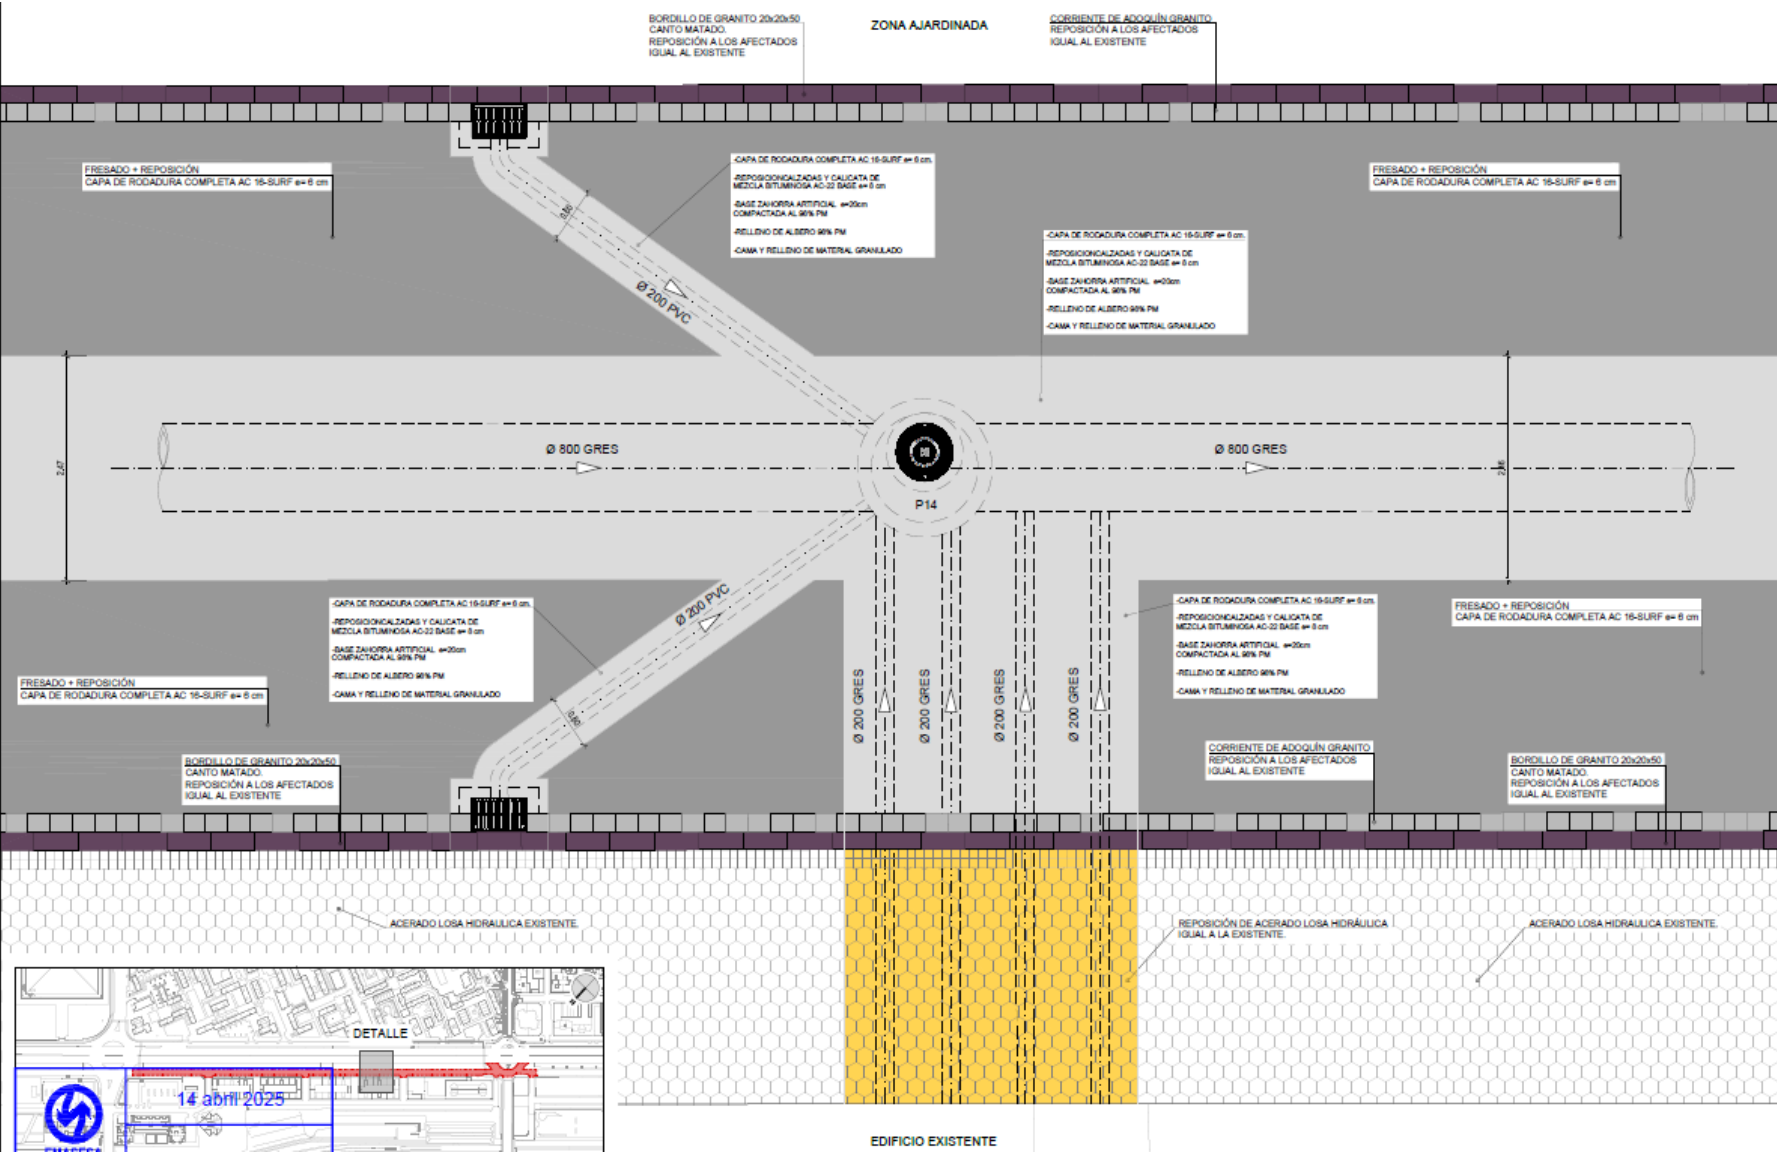 BORDILLO DE GRANITO 20x20x50
CANTO MATADO.
REPOSICIÓN A LOS AFECTADOS
IGUAL AL EXISTENTE
ZONA AJARDINADA
CORRIENTE DE ADOQUÍN GRANITO
REPOSICIÓN A LOS AFECTADOS
IGUAL AL EXISTENTE
FRESADO + REPOSICIÓN
CAPA DE RODADURA COMPLETA AC 16-SURF e= 6 cm
-CAPA DE RODADURA COMPLETA AC 16-SURF e= 6 cm.
-REPOSICIONCALZADAS Y CALICATA DE
MEZCLA BITUMINOSA AC-22 BASE e= 8 cm
-BASE ZAHORRA ARTIFICIAL e=20cm
COMPACTADA AL 98% PM
-RELLENO DE ALBERO 98% PM
-CAMA Y RELLENO DE MATERIAL GRANULADO
FRESADO + REPOSICIÓN
CAPA DE RODADURA COMPLETA AC 16-SURF e= 6 cm
-CAPA DE RODADURA COMPLETA AC 16-SURF e= 6 cm.
-REPOSICIONCALZADAS Y CALICATA DE
MEZCLA BITUMINOSA AC-22 BASE e= 8 cm
-BASE ZAHORRA ARTIFICIAL e=20cm
COMPACTADA AL 98% PM
-RELLENO DE ALBERO 98% PM
-CAMA Y RELLENO DE MATERIAL GRANULADO
0,80
Ø 200 PVC
2,47
Ø 800 GRES
Ø 800 GRES
P14
Ø 200 PVC
-CAPA DE RODADURA COMPLETA AC 16-SURF e= 6 cm.
-REPOSICIONCALZADAS Y CALICATA DE
MEZCLA BITUMINOSA AC-22 BASE e= 8 cm
-BASE ZAHORRA ARTIFICIAL e=20cm
COMPACTADA AL 98% PM
-RELLENO DE ALBERO 98% PM
-CAMA Y RELLENO DE MATERIAL GRANULADO
-CAPA DE RODADURA COMPLETA AC 16-SURF e= 6 cm.
-REPOSICIONCALZADAS Y CALICATA DE
MEZCLA BITUMINOSA AC-22 BASE e= 8 cm
-BASE ZAHORRA ARTIFICIAL e=20cm
COMPACTADA AL 98% PM
-RELLENO DE ALBERO 98% PM
-CAMA Y RELLENO DE MATERIAL GRANULADO
FRESADO + REPOSICIÓN
CAPA DE RODADURA COMPLETA AC 16-SURF e= 6 cm
FRESADO + REPOSICIÓN
CAPA DE RODADURA COMPLETA AC 16-SURF e= 6 cm
0,80
Ø 200 GRES
Ø 200 GRES
Ø 200 GRES
Ø 200 GRES
BORDILLO DE GRANITO 20x20x50
CANTO MATADO.
REPOSICIÓN A LOS AFECTADOS
IGUAL AL EXISTENTE
CORRIENTE DE ADOQUÍN GRANITO
REPOSICIÓN A LOS AFECTADOS
IGUAL AL EXISTENTE
BORDILLO DE GRANITO 20x20x50
CANTO MATADO.
REPOSICIÓN A LOS AFECTADOS
IGUAL AL EXISTENTE
ACERADO LOSA HIDRAULICA EXISTENTE.
REPOSICIÓN DE ACERADO LOSA HIDRÁULICA
IGUAL A LA EXISTENTE.
ACERADO LOSA HIDRAULICA EXISTENTE.
DETALLE
14 abril 2025
EMASESA
EDIFICIO EXISTENTE